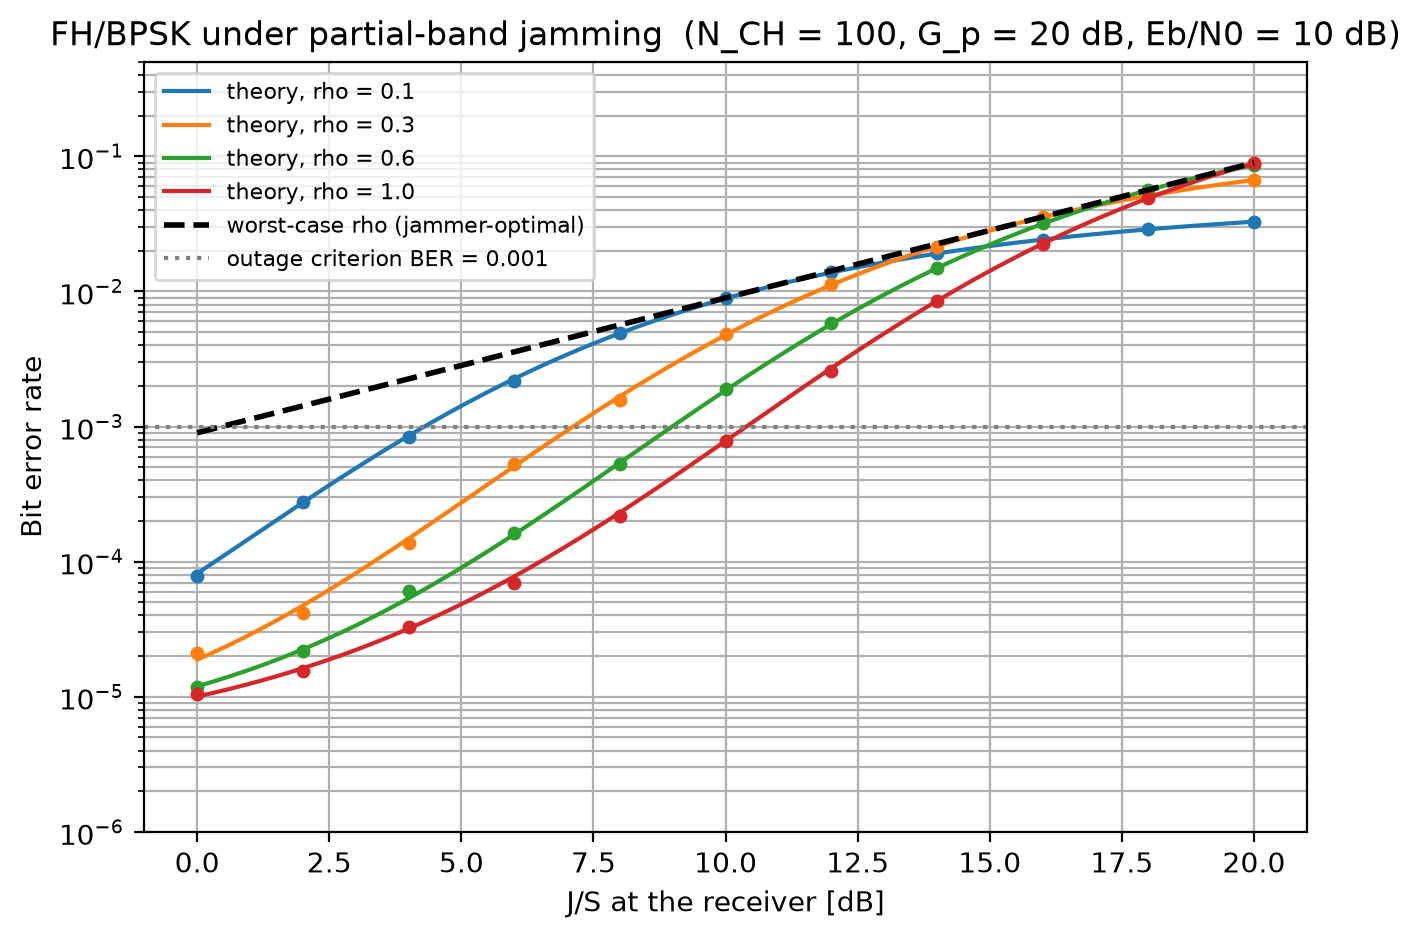 FH/BPSK under partial-band jamming  (N_CH = 100, G_p = 20 dB, Eb/N0 = 10 dB)
theory, rho = 0.1
theory, rho = 0.3
theory, rho = 0.6
theory, rho = 1.0
worst-case rho (jammer-optimal)
outage criterion BER = 0.001
Bit error rate
10⁻¹
10⁻²
10⁻³
10⁻⁴
10⁻⁵
10⁻⁶
0.0 2.5 5.0 7.5 10.0 12.5 15.0 17.5 20.0
J/S at the receiver [dB]